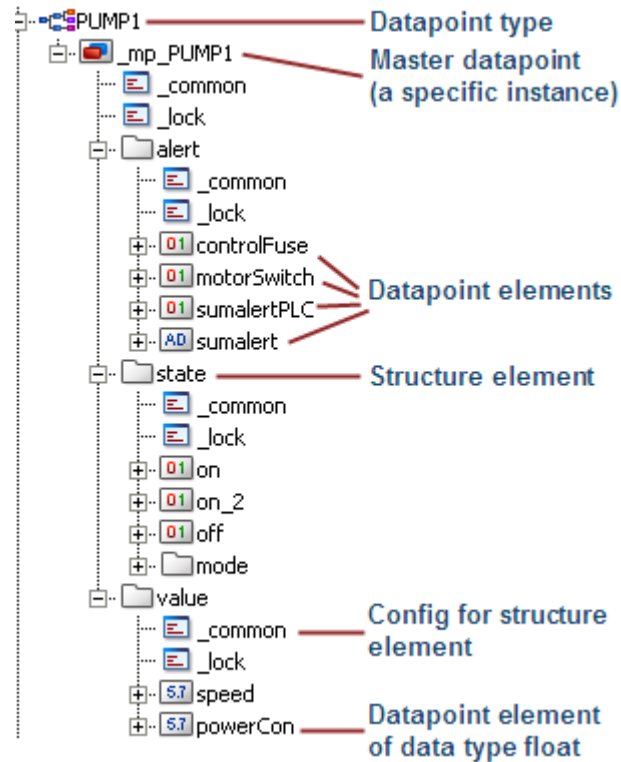 PUMP1 Datapoint type
_mp_PUMP1 Master datapoint
(a specific instance)
_common
_lock
alert
_common
_lock
01 controlFuse
01 motorSwitch
Datapoint elements
01 sumalertPLC
AD sumalert
state Structure element
_common
_lock
01 on
01 on_2
01 off
mode
value
_common Config for structure
element
_lock
5.7 speed
5.7 powerCon Datapoint element
of data type float